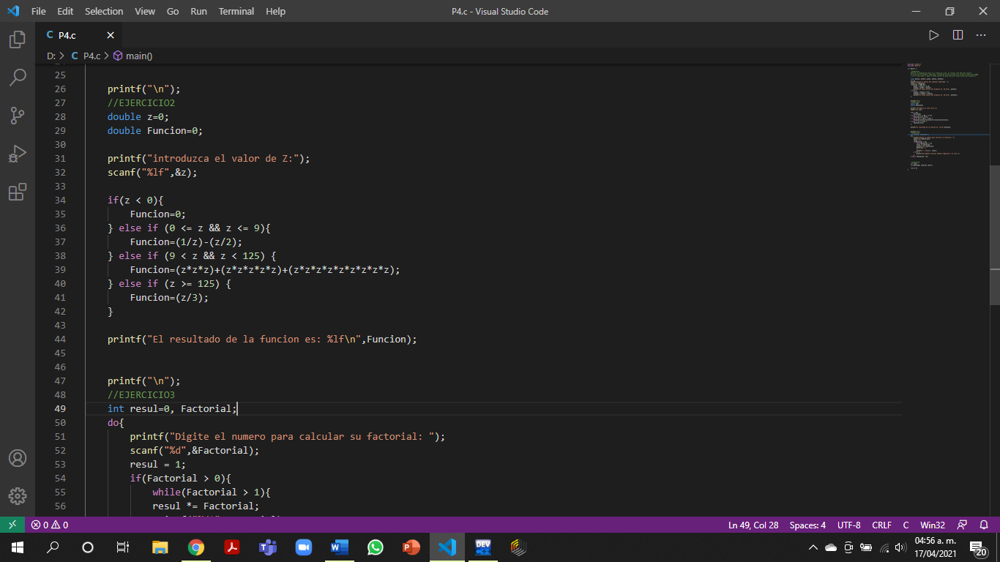 File Edit Selection View Go Run Terminal Help P4.c - Visual Studio Code
C P4.c
D: > C P4.c > main()
25
26 printf("\n");
27 //EJERCICIO2
28 double z=0;
29 double Funcion=0;
30
31 printf("introduzca el valor de Z:");
32 scanf("%lf",&z);
33
34 if(z < 0){
35 Funcion=0;
36 } else if (0 <= z && z <= 9){
37 Funcion=(1/z)-(z/2);
38 } else if (9 < z && z < 125) {
39 Funcion=(z*z*z)+(z*z*z*z*z)+(z*z*z*z*z*z*z*z*z);
40 } else if (z >= 125) {
41 Funcion=(z/3);
42 }
43
44 printf("El resultado de la funcion es: %lf\n",Funcion);
45
46
47 printf("\n");
48 //EJERCICIO3
49 int resul=0, Factorial;
50 do{
51 printf("Digite el numero para calcular su factorial: ");
52 scanf("%d",&Factorial);
53 resul = 1;
54 if(Factorial > 0){
55 while(Factorial > 1){
56 resul *= Factorial;
0 0 Ln 49, Col 28 Spaces: 4 UTF-8 CRLF C Win32
DEV
04:56 a. m.
17/04/2021
20